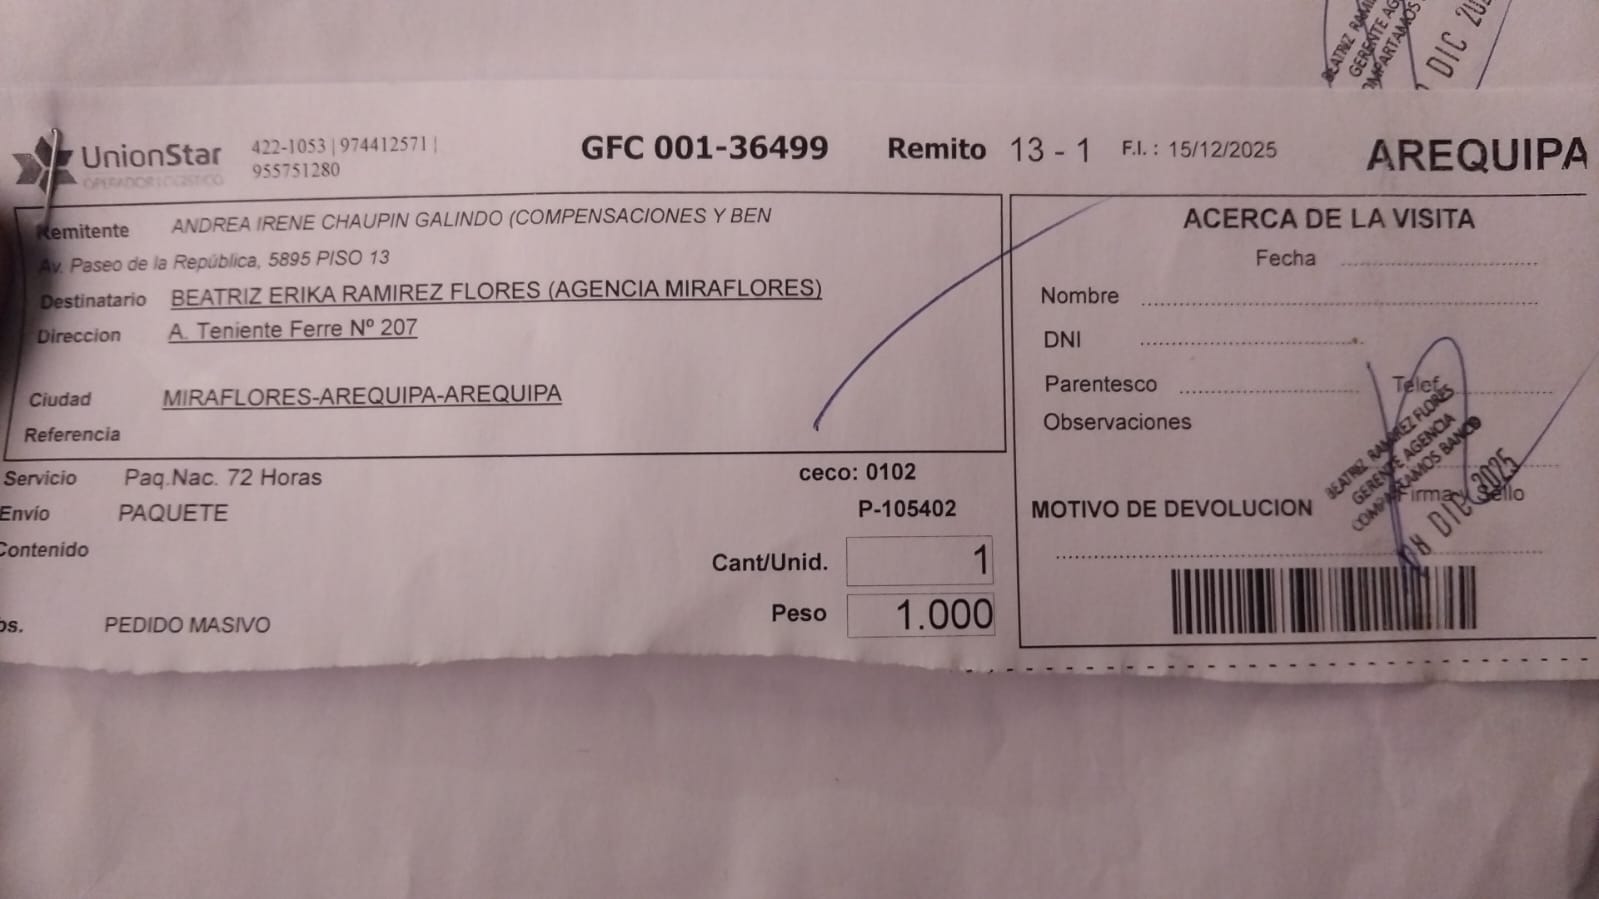 BEATRIZ RAMI
GERENTE AG
MPARTAMOS
DIC 20
UnionStar
OPERADOR LOGISTICO
422-1053 | 974412571 |
955751280
GFC 001-36499
Remito 13 - 1
F.I. : 15/12/2025
AREQUIPA
Remitente ANDREA IRENE CHAUPIN GALINDO (COMPENSACIONES Y BEN
Av. Paseo de la República, 5895 PISO 13
Destinatario BEATRIZ ERIKA RAMIREZ FLORES (AGENCIA MIRAFLORES)
Direccion A. Teniente Ferre Nº 207
Ciudad MIRAFLORES-AREQUIPA-AREQUIPA
Referencia
Servicio Paq.Nac. 72 Horas
ceco: 0102
Envío PAQUETE
P-105402
Contenido
Cant/Unid. 1
Peso 1.000
os. PEDIDO MASIVO
ACERCA DE LA VISITA
Fecha
Nombre
DNI
Parentesco
Telef.
Observaciones
BEATRIZ RAMIREZ FLORES
GERENTE AGENCIA
COMPARTAMOS BANCO
Firma y Sello
DIC 2025
MOTIVO DE DEVOLUCION